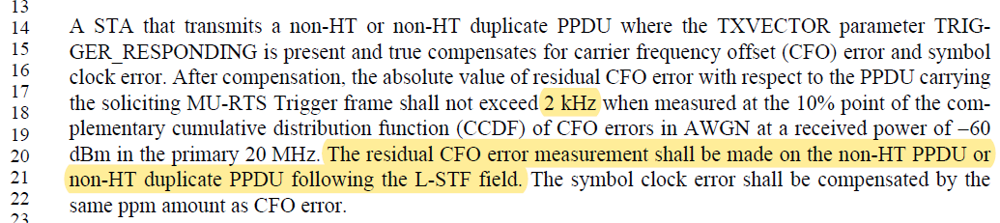 13
14 A STA that transmits a non-HT or non-HT duplicate PPDU where the TXVECTOR parameter TRIG-
15 GER_RESPONDING is present and true compensates for carrier frequency offset (CFO) error and symbol
16 clock error. After compensation, the absolute value of residual CFO error with respect to the PPDU carrying
17 the soliciting MU-RTS Trigger frame shall not exceed 2 kHz when measured at the 10% point of the com-
18 plementary cumulative distribution function (CCDF) of CFO errors in AWGN at a received power of –60
19 dBm in the primary 20 MHz. The residual CFO error measurement shall be made on the non-HT PPDU or
20 non-HT duplicate PPDU following the L-STF field. The symbol clock error shall be compensated by the
21 same ppm amount as CFO error.
22
23